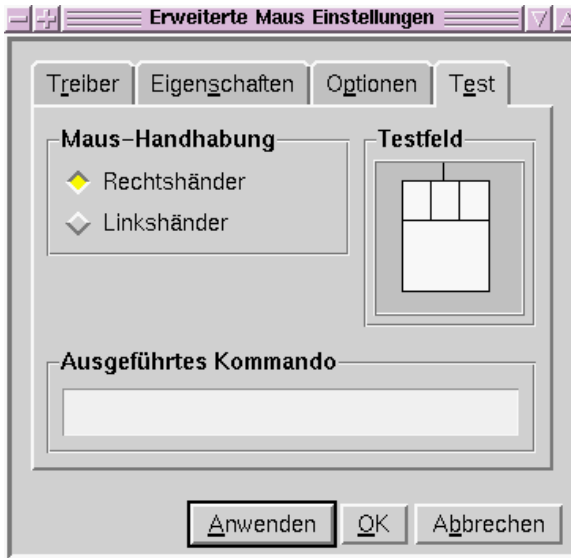 Erweiterte Maus Einstellungen
Treiber Eigenschaften Optionen Test
Maus-Handhabung Testfeld
Rechtshänder
Linkshänder
Ausgeführtes Kommando
Anwenden OK Abbrechen